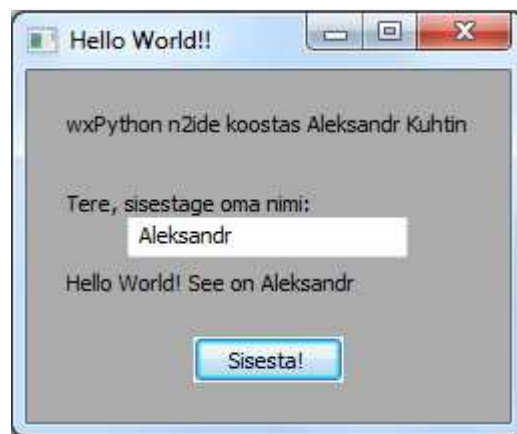 Hello World!!
wxPython n2ide koostas Aleksandr Kuhtin
Tere, sisestage oma nimi:
Aleksandr
Hello World! See on Aleksandr
Sisesta!